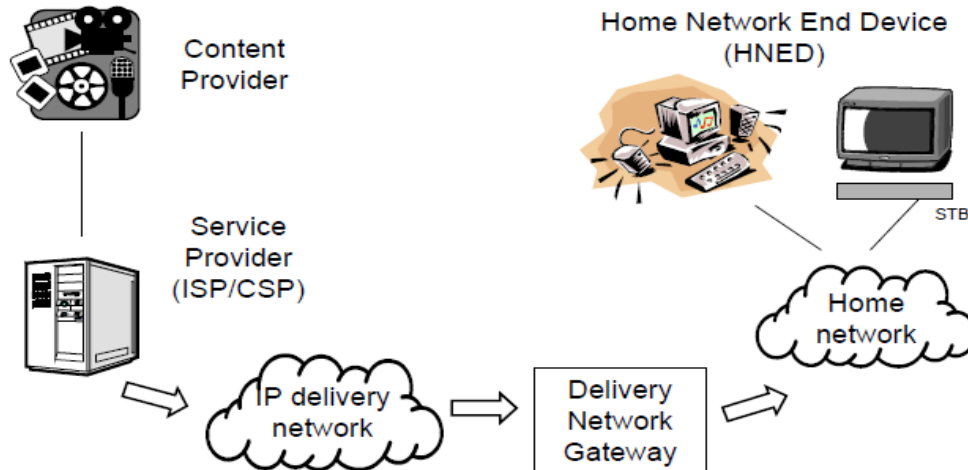 Content
Provider
Home Network End Device
(HNED)
STB
Service
Provider
(ISP/CSP)
Home
network
IP delivery
network
Delivery
Network
Gateway